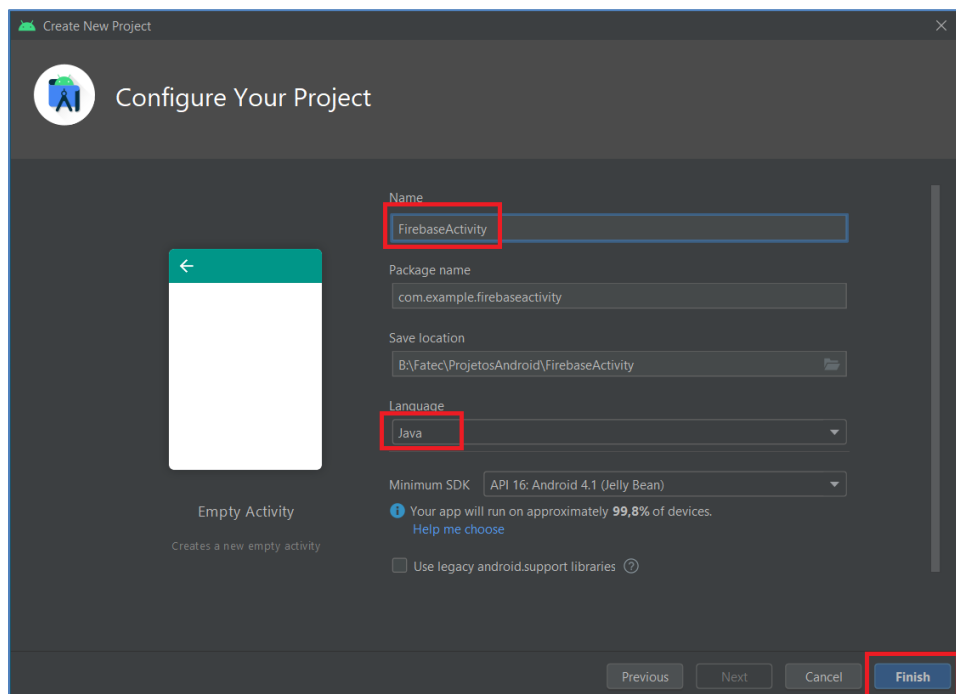 Create New Project
Configure Your Project
Name
FirebaseActivity
Package name
com.example.firebaseactivity
Save location
B:\Fatec\ProjetosAndroid\FirebaseActivity
Language
Java
Minimum SDK API 16: Android 4.1 (Jelly Bean)
Your app will run on approximately 99,8% of devices.
Help me choose
Use legacy android.support libraries
Empty Activity
Creates a new empty activity
Previous Next Cancel Finish